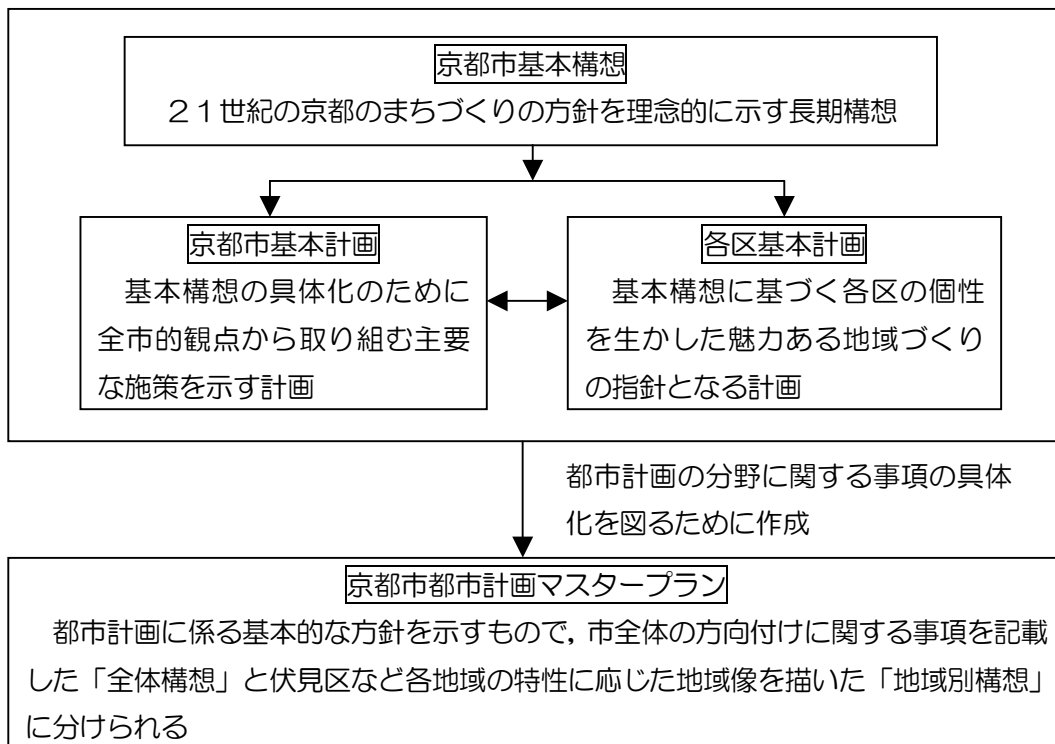 京都市基本構想
２１世紀の京都のまちづくりの方針を理念的に示す長期構想
京都市基本計画
基本構想の具体化のために
全市的観点から取り組む主要
な施策を示す計画
各区基本計画
基本構想に基づく各区の個性
を生かした魅力ある地域づくり
の指針となる計画
都市計画の分野に関する事項の具体
化を図るために作成
京都市都市計画マスタープラン
都市計画に係る基本的な方針を示すもので，市全体の方向付けに関する事項を記載
した「全体構想」と伏見区など各地域の特性に応じた地域像を描いた「地域別構想」
に分けられる